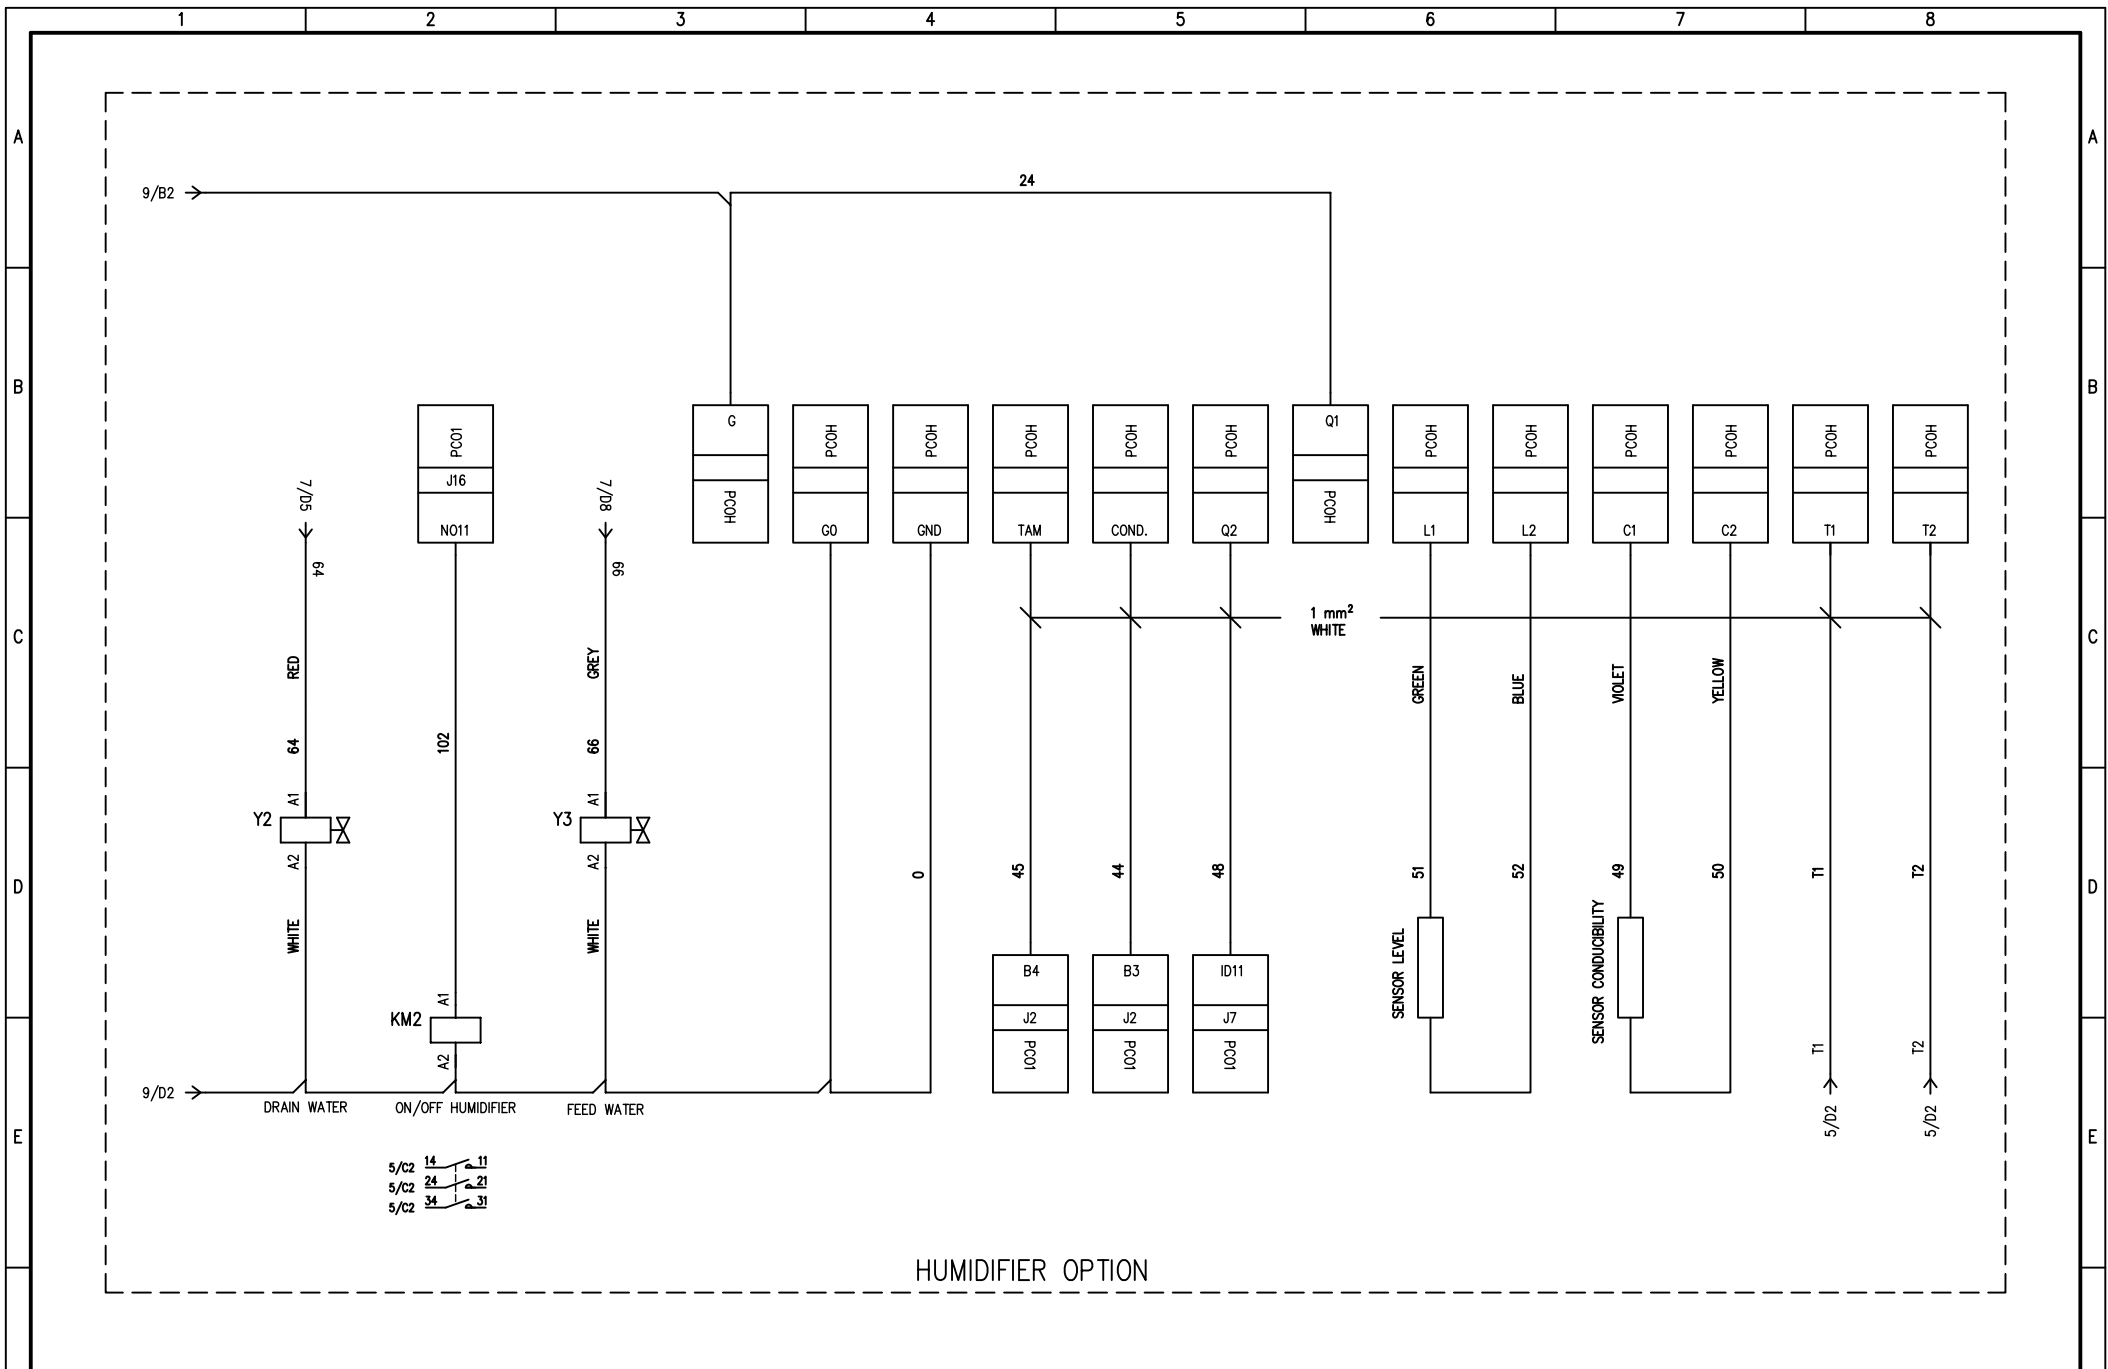 1 2 3 4 5 6 7 8
A A
9/B2
24
B B
PCO1
J16
NO11
G
PCOH
PCOH
G0
PCOH
GND
PCOH
TAM
PCOH
COND.
PCOH
Q2
Q1
PCOH
PCOH
L1
PCOH
L2
PCOH
C1
PCOH
C2
PCOH
T1
PCOH
T2
7/D5
7/D8
64
66
1 mm²
WHITE
C C
RED
GREY
GREEN
BLUE
VIOLET
YELLOW
64
102
66
A1
A1
Y2
Y3
A2
A2
0
45
44
48
51
52
49
50
T1
T2
D D
WHITE
WHITE
SENSOR LEVEL
SENSOR CONDUCIBILITY
B4
J2
PCO1
B3
J2
PCO1
ID11
J7
PCO1
A1
KM2
A2
T1
T2
9/D2
DRAIN WATER
ON/OFF HUMIDIFIER
FEED WATER
5/D2
5/D2
E E
5/C2 14 11
5/C2 24 21
5/C2 34 31
HUMIDIFIER OPTION